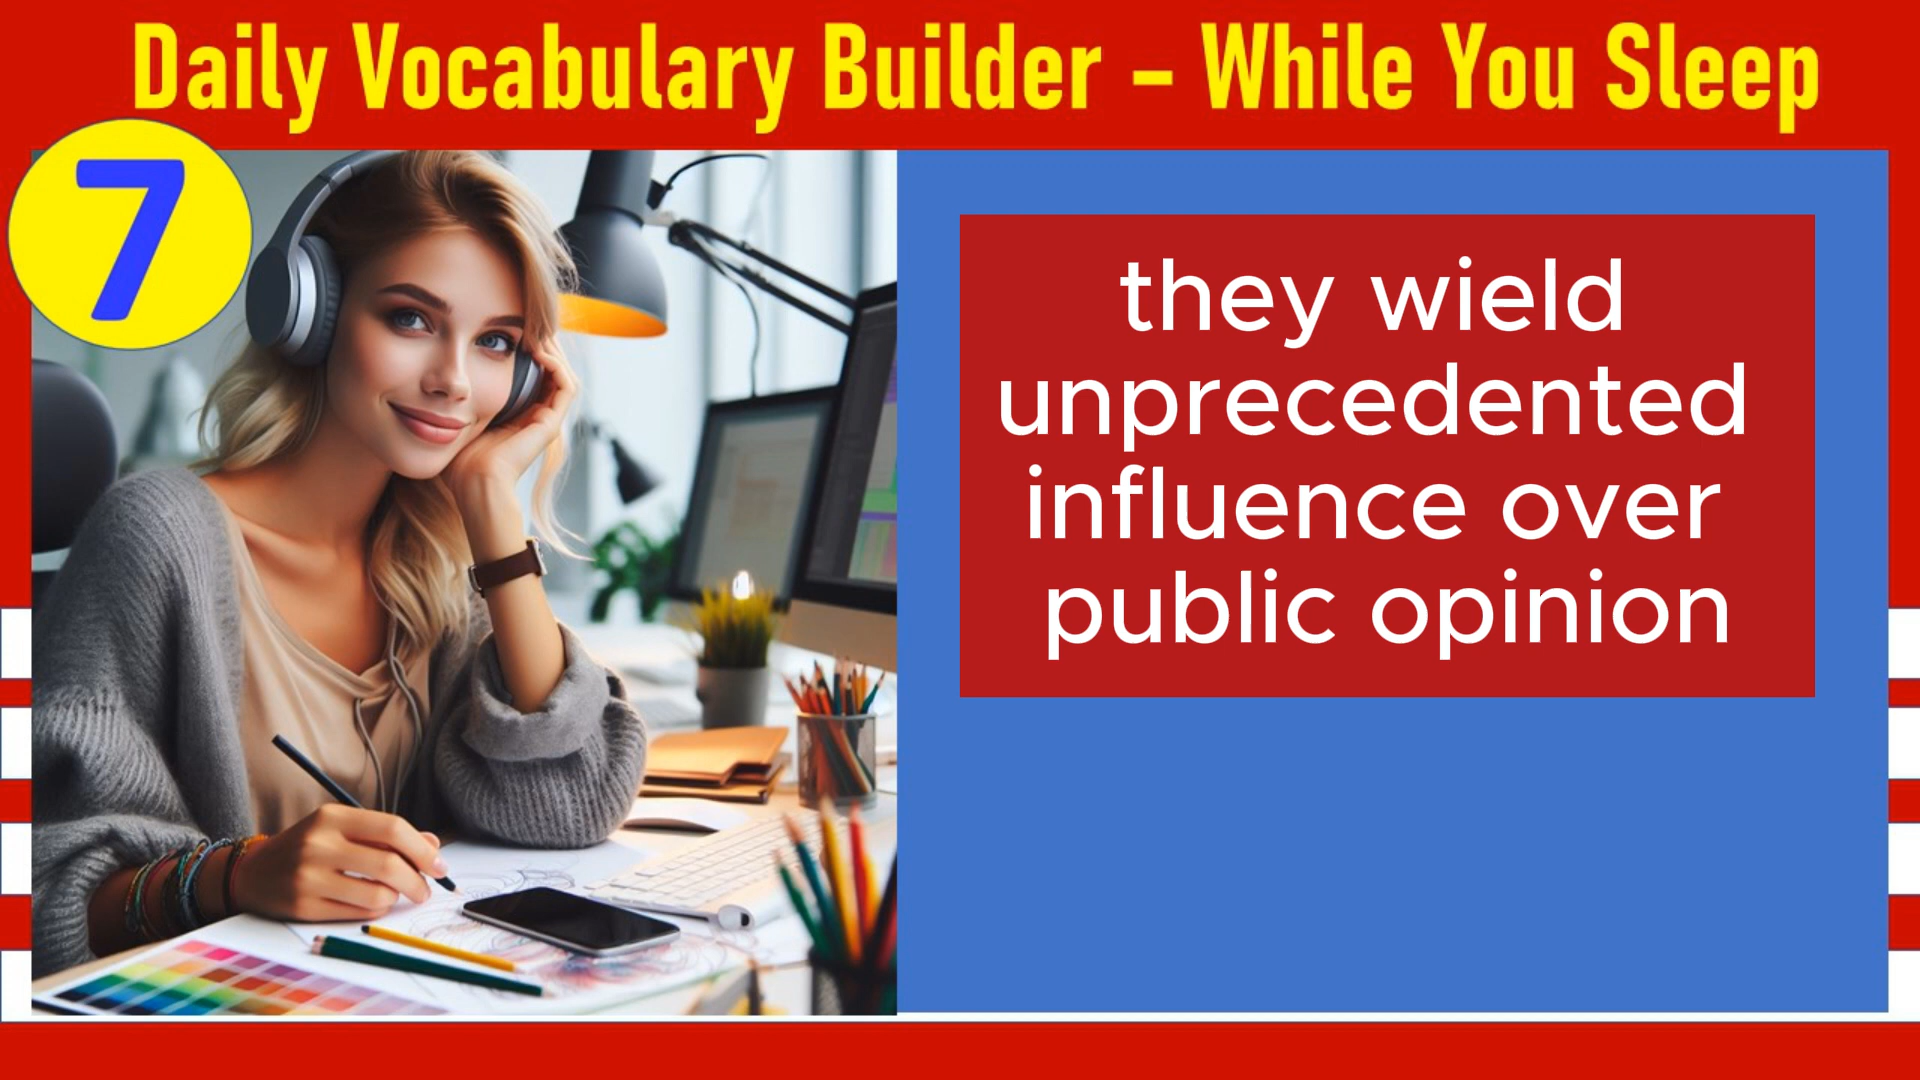 Daily Vocabulary Builder – While You Sleep
7
they wield
unprecedented
influence over
public opinion